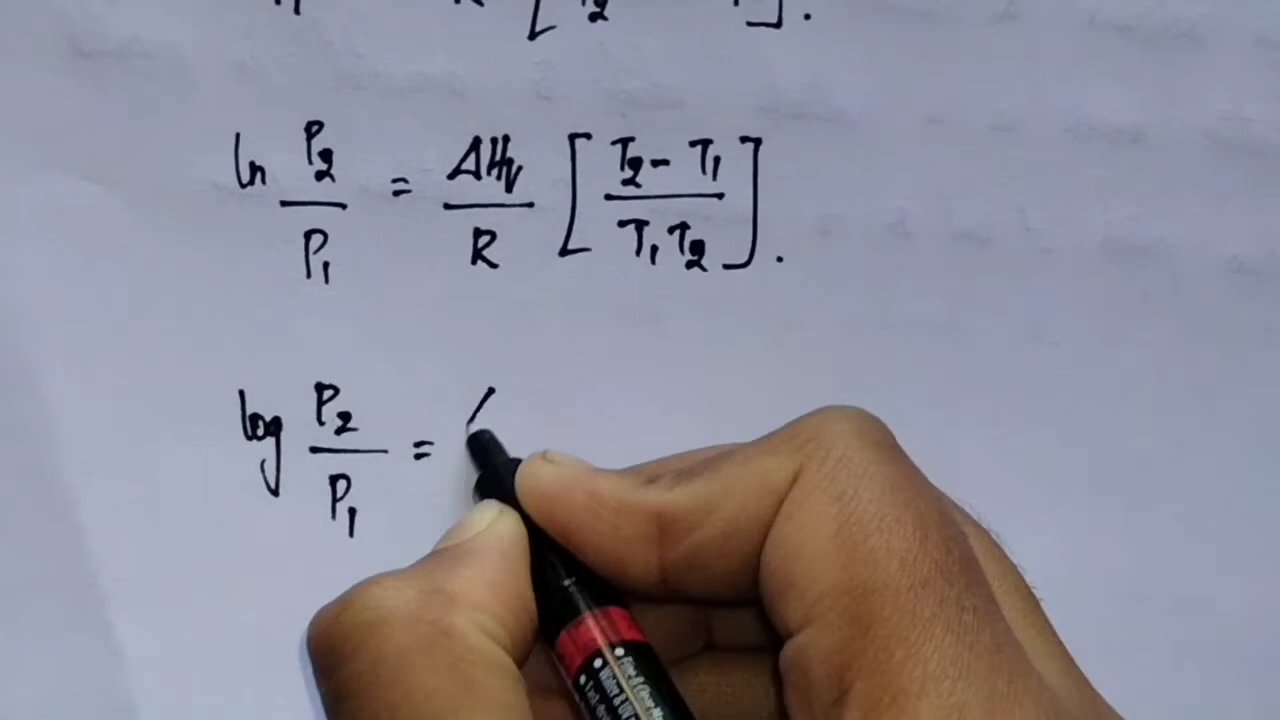 ln P₂/P₁ = ΔHᵥ/R [T₂ - T₁/T₁T₂].
log P₂/P₁ =